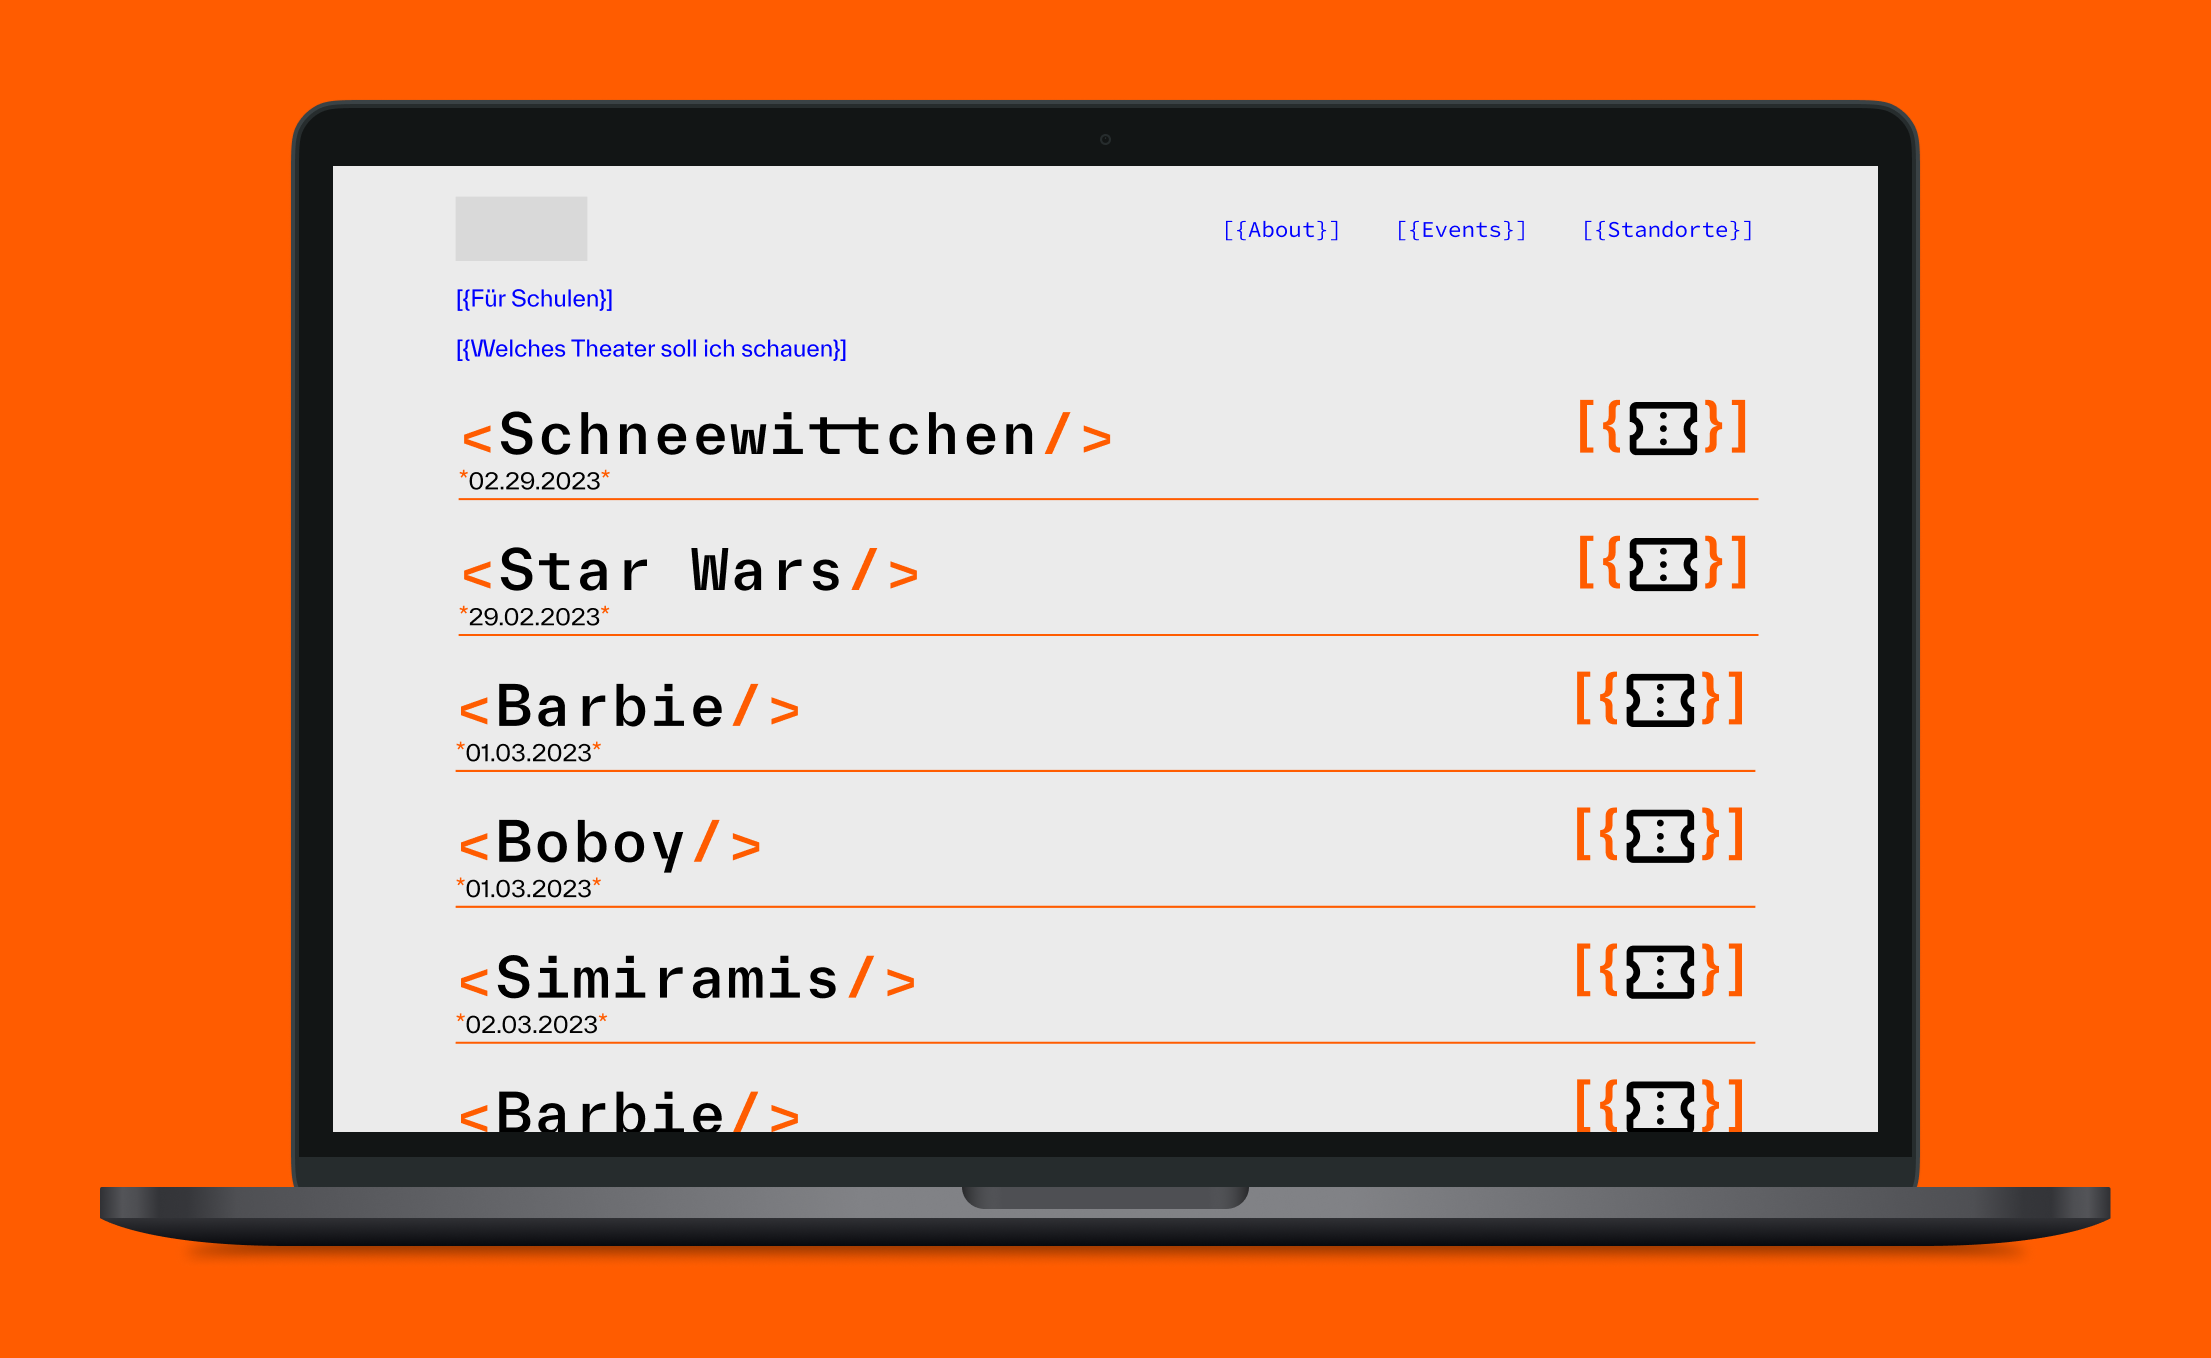 [{About}] [{Events}] [{Standorte}]
[{Für Schulen}]
[{Welches Theater soll ich schauen}]
<Schneewittchen/> [{ }]
*02.29.2023*
<Star Wars/> [{ }]
*29.02.2023*
<Barbie/> [{ }]
*01.03.2023*
<Boboy/> [{ }]
*01.03.2023*
<Simiramis/> [{ }]
*02.03.2023*
<Barbie/> [{ }]